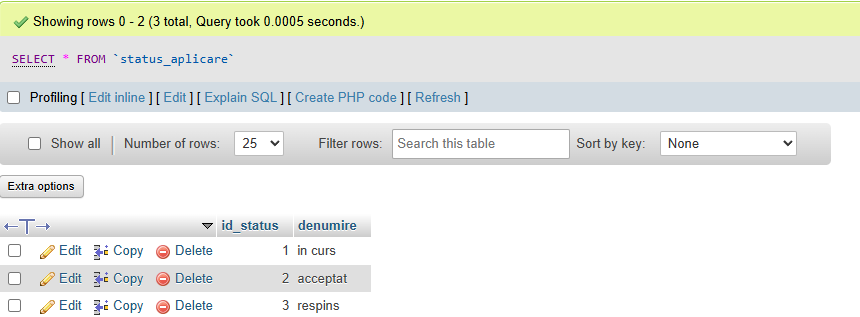 Showing rows 0 - 2 (3 total, Query took 0.0005 seconds.)
SELECT * FROM `status_aplicare`
Profiling [ Edit inline ] [ Edit ] [ Explain SQL ] [ Create PHP code ] [ Refresh ]
Show all Number of rows: 25 Filter rows: Search this table Sort by key: None
Extra options
id_status denumire
Edit Copy Delete 1 in curs
Edit Copy Delete 2 acceptat
Edit Copy Delete 3 respins